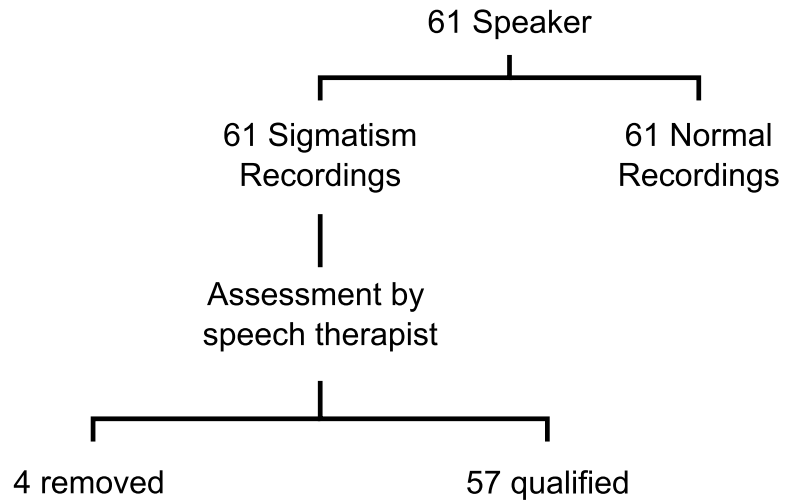 61 Speaker
61 Sigmatism
Recordings
61 Normal
Recordings
Assessment by
speech therapist
4 removed
57 qualified